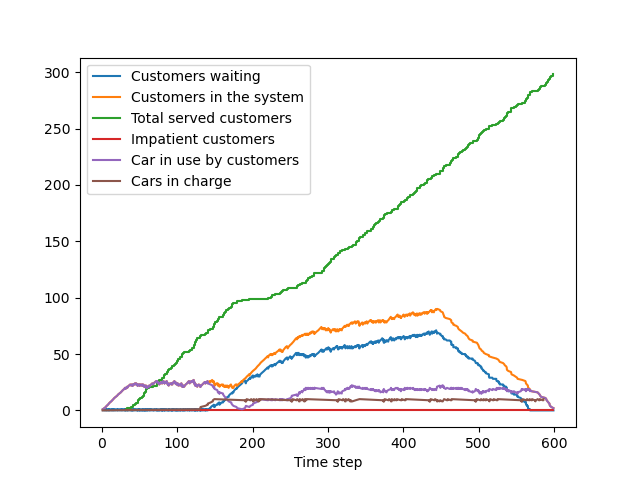 300
250
200
150
100
50
0
Customers waiting
Customers in the system
Total served customers
Impatient customers
Car in use by customers
Cars in charge
0 100 200 300 400 500 600
Time step